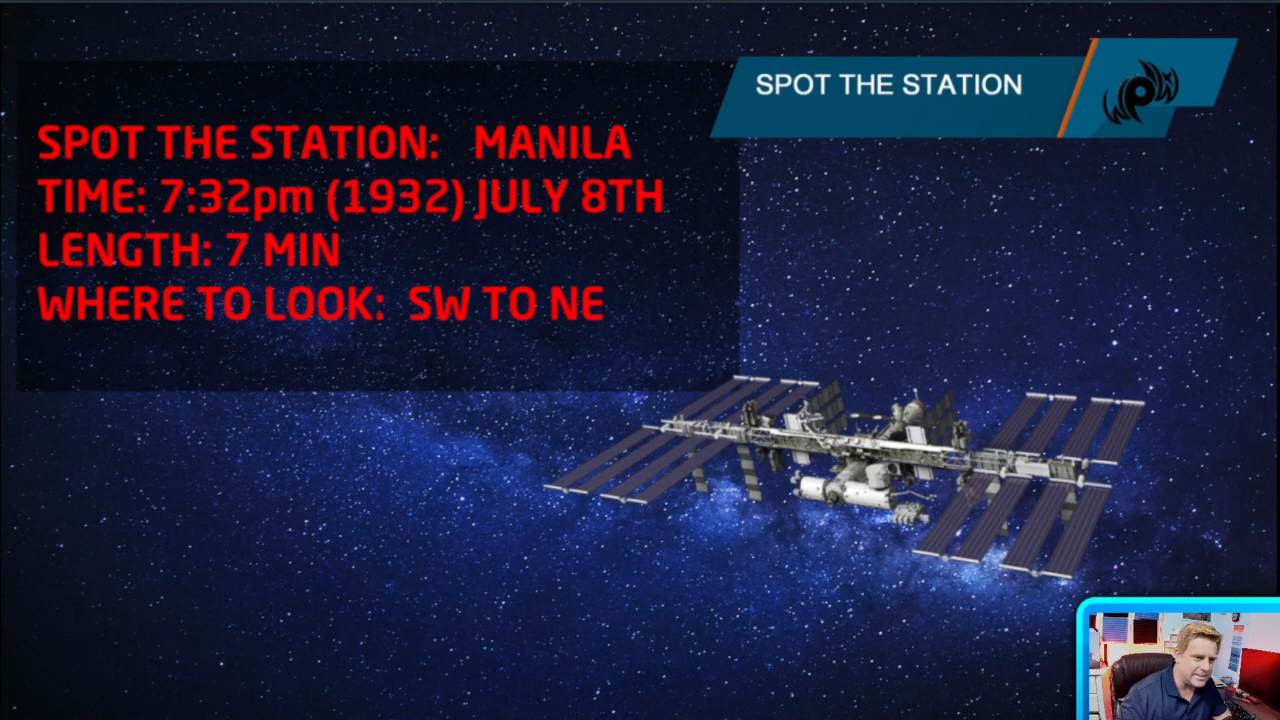 SPOT THE STATION
WPW
SPOT THE STATION: MANILA
TIME: 7:32pm (1932) JULY 8TH
LENGTH: 7 MIN
WHERE TO LOOK: SW TO NE